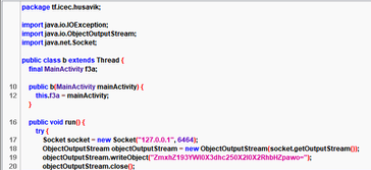 package tf.icec.husavik;
import java.io.IOException;
import java.io.ObjectOutputStream;
import java.net.Socket;
public class b extends Thread {
final MainActivity f3a;
10 public b(MainActivity mainActivity) {
12 this.f3a = mainActivity;
}
16 public void run() {
try {
17 Socket socket = new Socket("127.0.0.1", 6464);
18 ObjectOutputStream objectOutputStream = new ObjectOutputStream(socket.getOutputStream());
19 objectOutputStream.writeObject(
20 objectOutputStream.close();